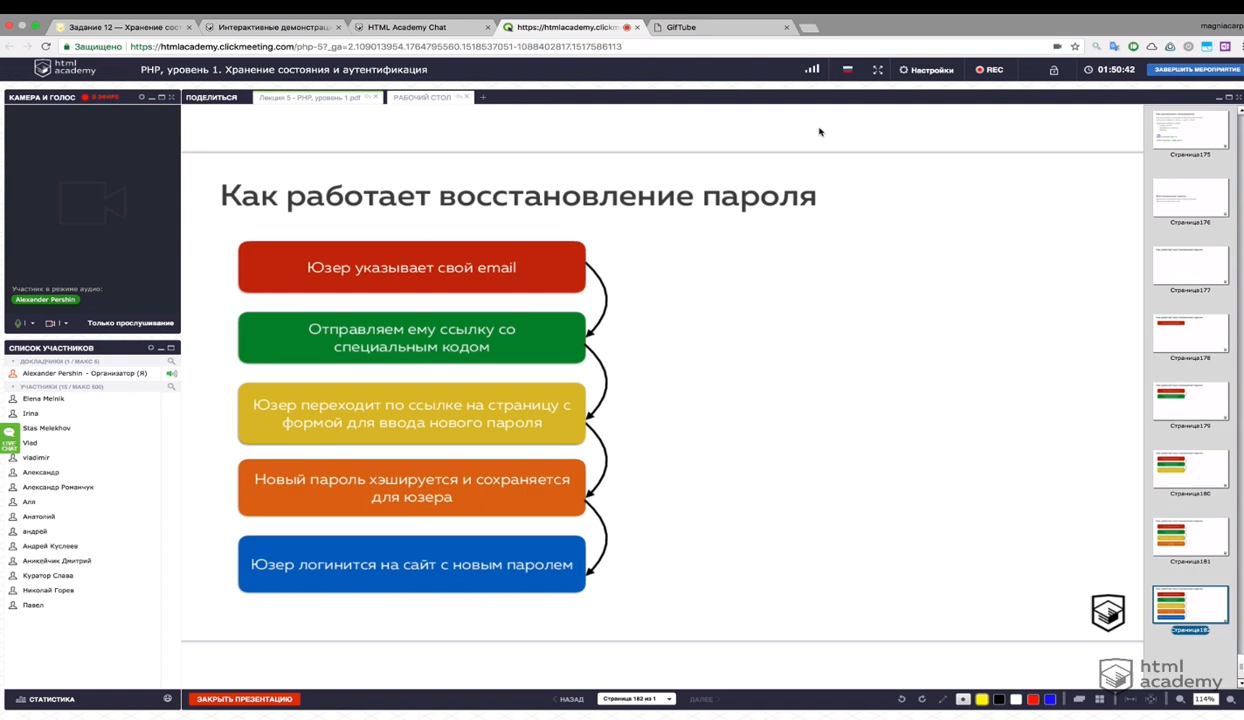 Задание 12 — Хранение сост
Интерактивные демонстраци
HTML Academy Chat
https://htmlacademy.clickm
GifTube
magniacarp
Защищено
https://htmlacademy.clickmeeting.com/php-5?_ga=2.109013954.1764795560.1518537051-1088402817.1517586113
html
academy
PHP, уровень 1. Хранение состояния и аутентификация
Настройки
REC
01:50:42
ЗАВЕРШИТЬ МЕРОПРИЯТИЕ
КАМЕРА И ГОЛОС
В ЭФИРЕ
ПОДЕЛИТЬСЯ
Лекция 5 - PHP, уровень 1.pdf
РАБОЧИЙ СТОЛ
Участник в режиме аудио:
Alexander Pershin
Только прослушивание
СПИСОК УЧАСТНИКОВ
ДОКЛАДЧИКИ (1 / МАКС 5)
Alexander Pershin - Организатор (Я)
УЧАСТНИКИ (15 / МАКС 500)
Elena Melnik
Irina
Stas Melekhov
Vlad
vladimir
Александр
Александр Романчук
Аля
Анатолий
андрей
Андрей Куслеев
Аникейчик Дмитрий
Куратор Слава
Николай Горев
Павел
LIVE
CHAT
СТАТИСТИКА
Как работает восстановление пароля
Юзер указывает свой email
Отправляем ему ссылку со
специальным кодом
Юзер переходит по ссылке на страницу с
формой для ввода нового пароля
Новый пароль хэшируется и сохраняется
для юзера
Юзер логинится на сайт с новым паролем
Страница175
Страница176
Страница177
Страница178
Страница179
Страница180
Страница181
Страница182
html
academy
ЗАКРЫТЬ ПРЕЗЕНТАЦИЮ
НАЗАД
Страница 182 из 1
ДАЛЕЕ
114%